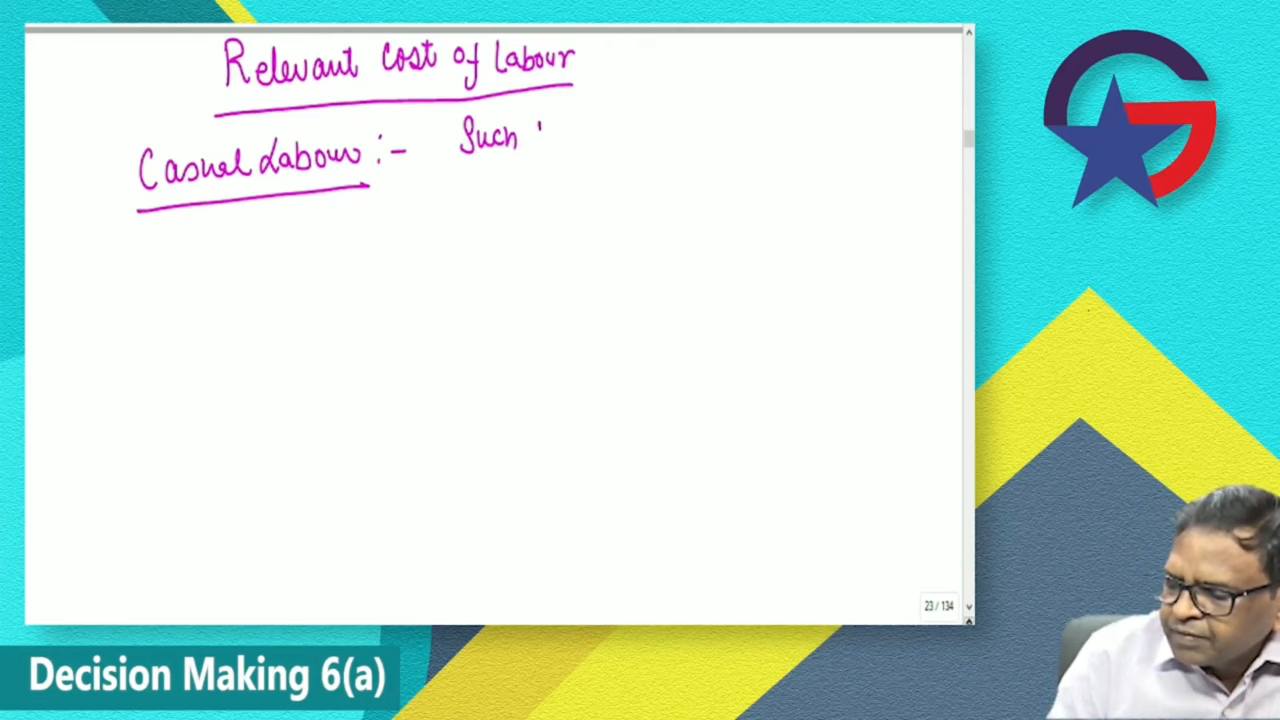 Relevant cost of Labour
Casual Labour :- Such
23 / 134
Decision Making 6(a)